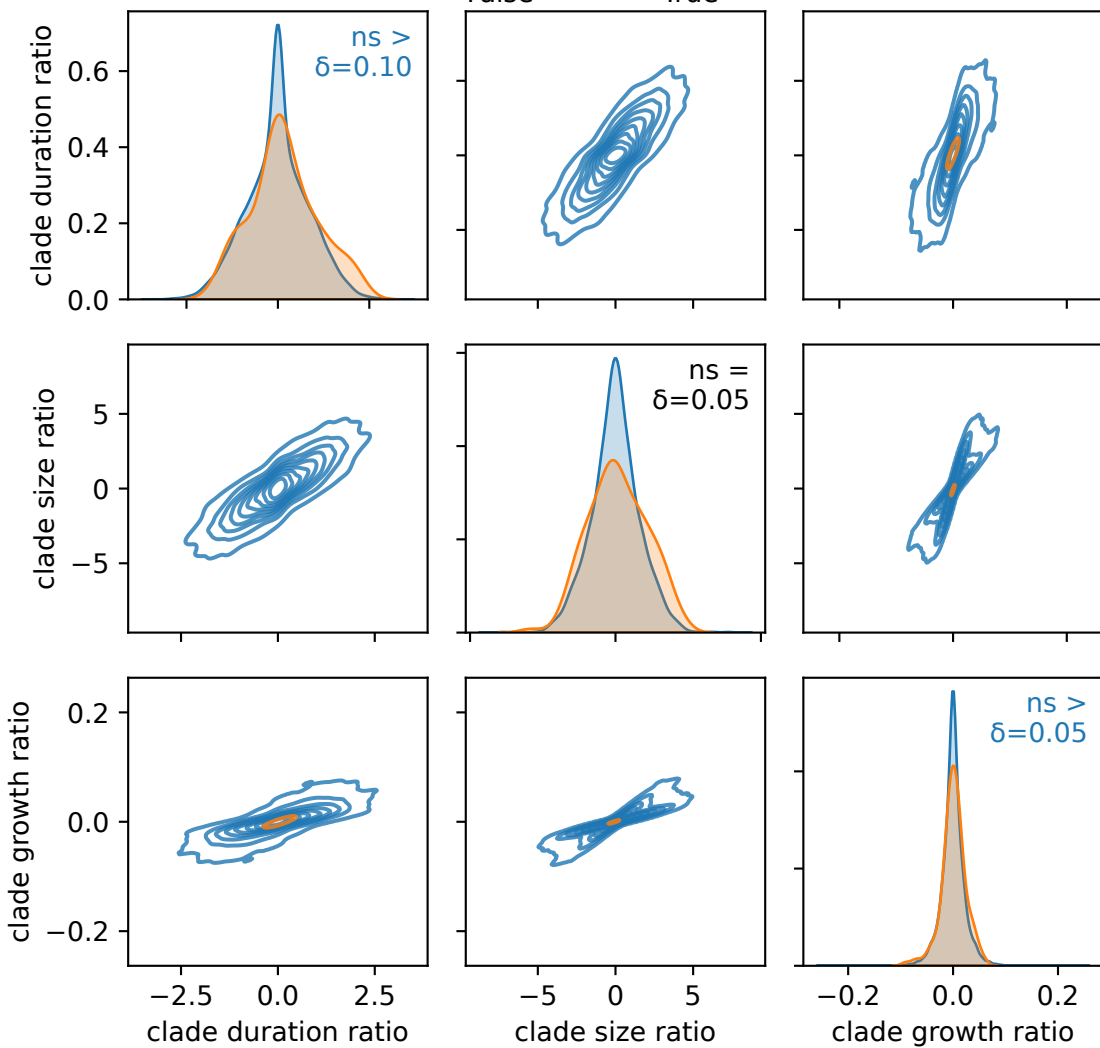 ns >
δ=0.10
clade duration ratio
0.6
0.4
0.2
0.0
ns =
δ=0.05
clade size ratio
5
0
−5
ns >
δ=0.05
clade growth ratio
0.2
0.0
−0.2
−2.5 0.0 2.5
−5 0 5
−0.2 0.0 0.2
clade duration ratio
clade size ratio
clade growth ratio